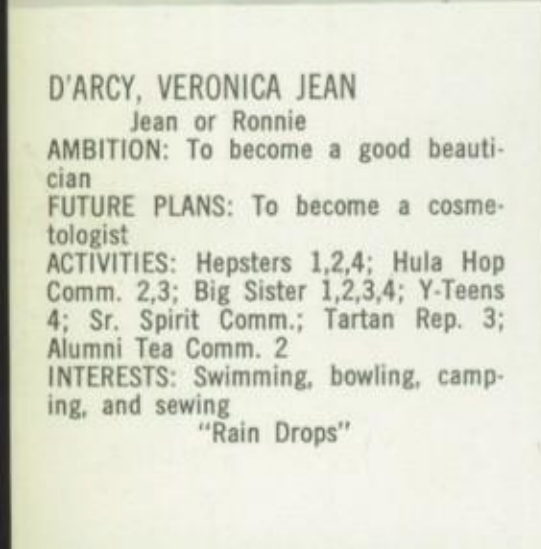 D'ARCY, VERONICA JEAN
Jean or Ronnie
AMBITION: To become a good beauti-
cian
FUTURE PLANS: To become a cosme-
tologist
ACTIVITIES: Hepsters 1,2,4; Hula Hop
Comm. 2,3; Big Sister 1,2,3,4; Y-Teens
4; Sr. Spirit Comm.; Tartan Rep. 3;
Alumni Tea Comm. 2
INTERESTS: Swimming, bowling, camp-
ing, and sewing
"Rain Drops"